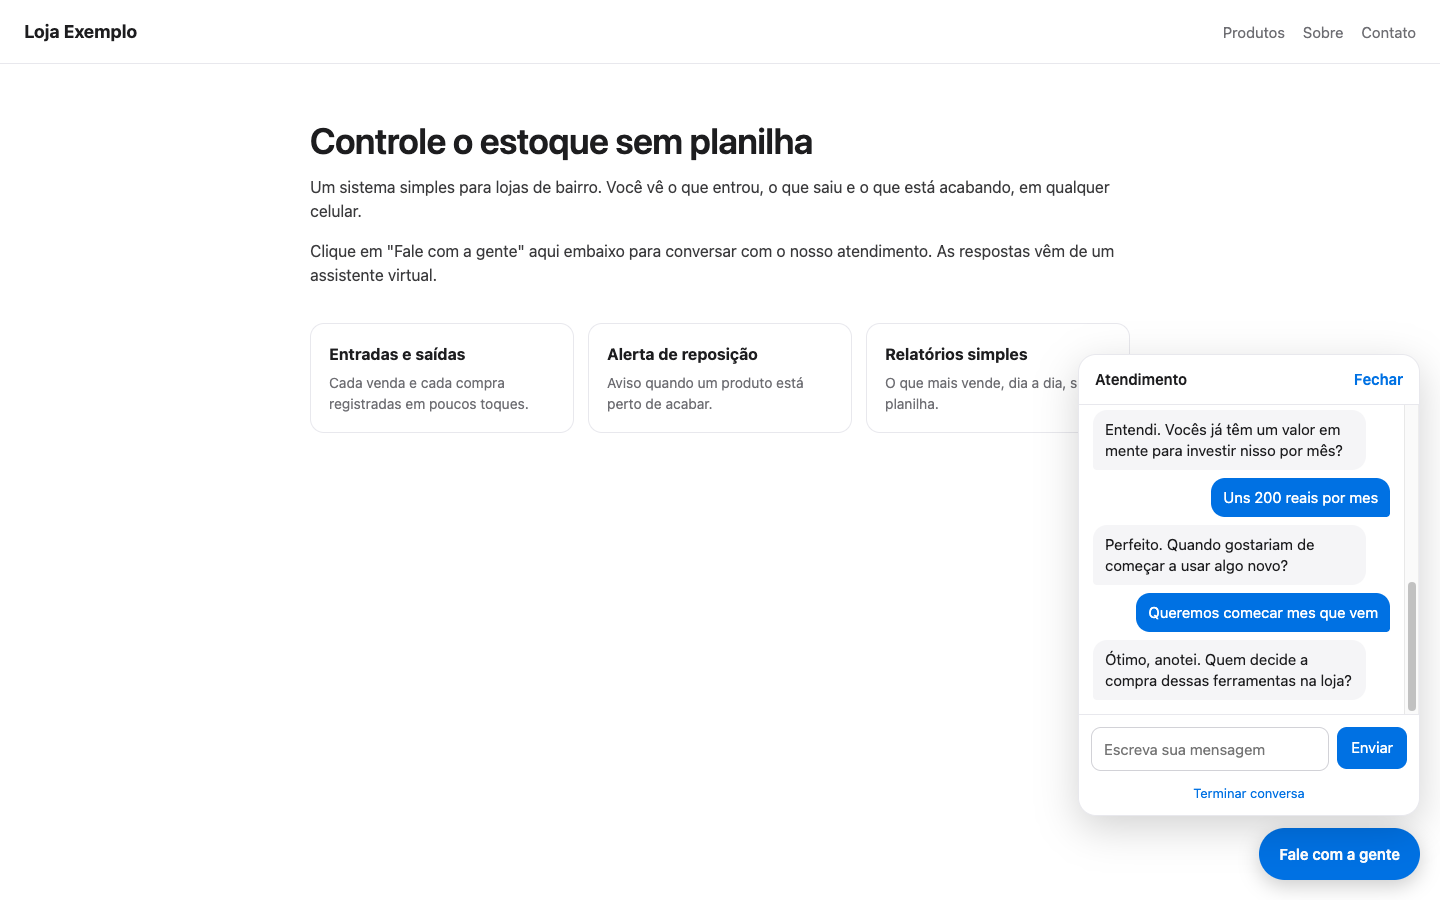 Loja Exemplo
Produtos
Sobre
Contato
Controle o estoque sem planilha
Um sistema simples para lojas de bairro. Você vê o que entrou, o que saiu e o que está acabando, em qualquer
celular.
Clique em "Fale com a gente" aqui embaixo para conversar com o nosso atendimento. As respostas vêm de um
assistente virtual.
Entradas e saídas
Cada venda e cada compra
registradas em poucos toques.
Alerta de reposição
Aviso quando um produto está
perto de acabar.
Relatórios simples
O que mais vende, dia a dia, s
planilha.
Atendimento
Fechar
Entendi. Vocês já têm um valor em
mente para investir nisso por mês?
Uns 200 reais por mes
Perfeito. Quando gostariam de
começar a usar algo novo?
Queremos comecar mes que vem
Ótimo, anotei. Quem decide a
compra dessas ferramentas na loja?
Escreva sua mensagem
Enviar
Terminar conversa
Fale com a gente